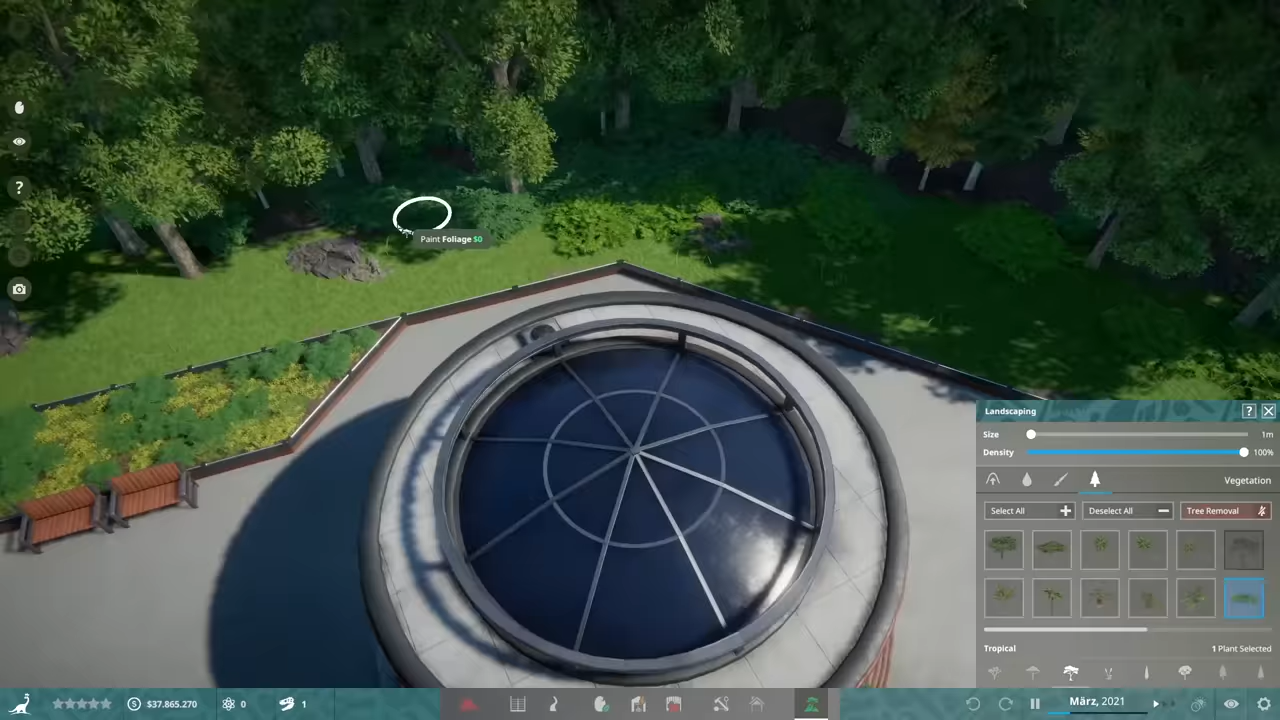 ?
Paint Foliage $0
Landscaping
?
Size 1m
Density 100%
Vegetation
Select All
Deselect All
Tree Removal
Tropical 1 Plant Selected
$37.865.270
0
1
März, 2021